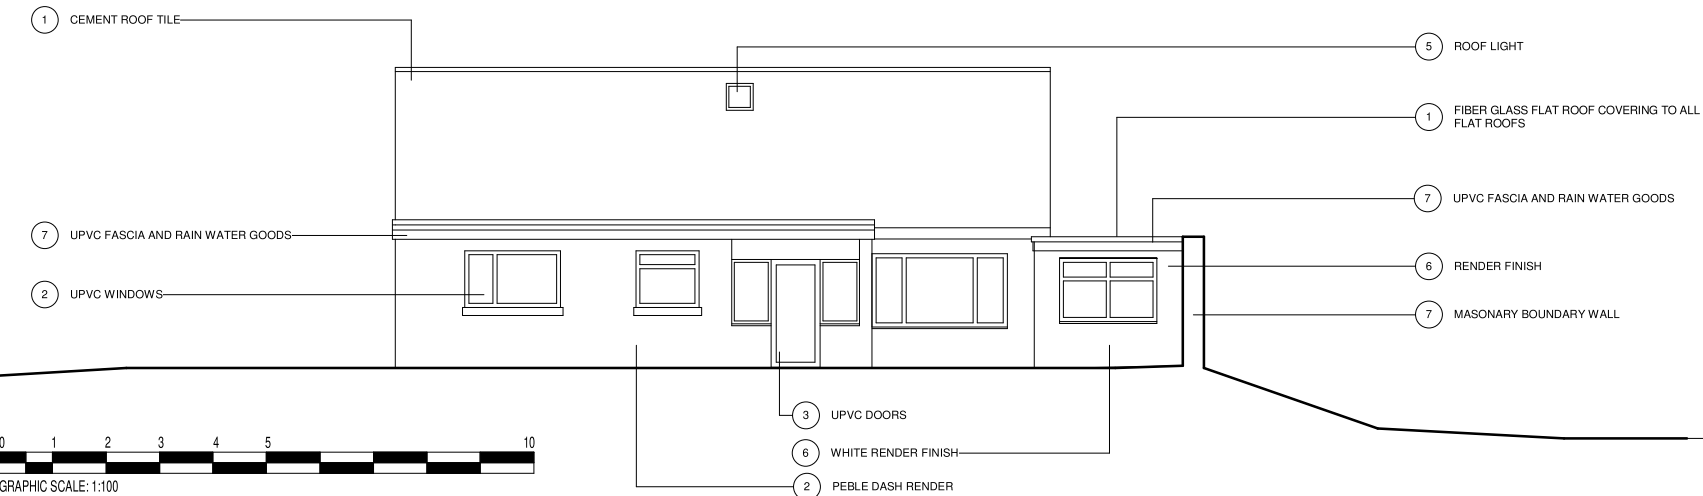 1 CEMENT ROOF TILE
5 ROOF LIGHT
1 FIBER GLASS FLAT ROOF COVERING TO ALL
FLAT ROOFS
7 UPVC FASCIA AND RAIN WATER GOODS
7 UPVC FASCIA AND RAIN WATER GOODS
6 RENDER FINISH
2 UPVC WINDOWS
7 MASONARY BOUNDARY WALL
3 UPVC DOORS
6 WHITE RENDER FINISH
2 PEBLE DASH RENDER
0 1 2 3 4 5 10
GRAPHIC SCALE: 1:100